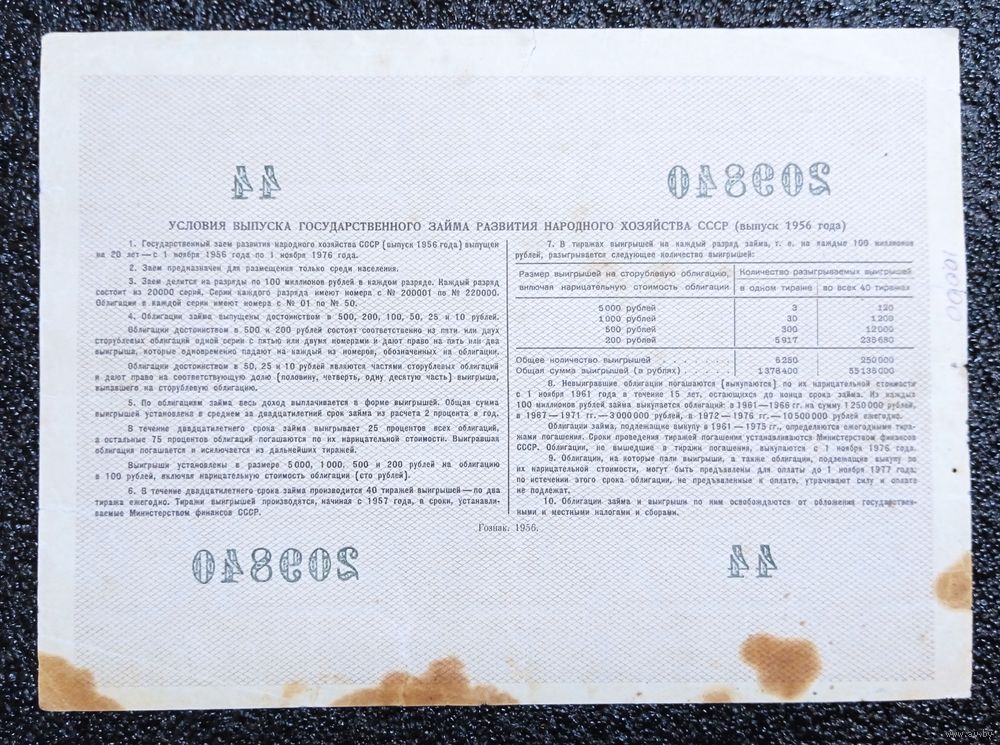 44
209840
УСЛОВИЯ ВЫПУСКА ГОСУДАРСТВЕННОГО ЗАЙМА РАЗВИТИЯ НАРОДНОГО ХОЗЯЙСТВА СССР (выпуск 1956 года)
1. Государственный заем развития народного хозяйства СССР (выпуск 1956 года) выпущен
на 20 лет — с 1 ноября 1956 года по 1 ноября 1976 года.
2. Заем предназначен для размещения только среди населения.
3. Заем делится на разряды по 100 миллионов рублей в каждом разряде. Каждый разряд
состоит из 20000 серий. Серии каждого разряда имеют номера с № 200001 по № 220000.
Облигации в каждой серии имеют номера с № 01 по № 50.
4. Облигации займа выпущены достоинством в 500, 200, 100, 50, 25 и 10 рублей.
Облигации достоинством в 500 и 200 рублей состоят соответственно из пяти или двух
сторублевых облигаций одной серии с пятью или двумя номерами и дают право на пять или два
выигрыша, которые одновременно падают на каждый из номеров, обозначенных на облигации.
Облигации достоинством в 50, 25 и 10 рублей являются частями сторублевых облигаций
и дают право на соответствующую долю (половину, четверть, одну десятую часть) выигрыша,
выпавшего на сторублевую облигацию.
5. По облигациям займа весь доход выплачивается в форме выигрышей. Общая сумма
выигрышей установлена в среднем за двадцатилетний срок займа из расчета 2 процента в год.
В течение двадцатилетнего срока займа выигрывает 25 процентов всех облигаций,
а остальные 75 процентов облигаций погашаются по их нарицательной стоимости. Выигравшая
облигация погашается и исключается из дальнейших тиражей.
Выигрыши установлены в размере 5000, 1000, 500 и 200 рублей на облигацию
в 100 рублей, включая нарицательную стоимость облигации (сто рублей).
6. В течение двадцатилетнего срока займа производится 40 тиражей выигрышей — по два
тиража ежегодно. Тиражи выигрышей производятся, начиная с 1957 года, в сроки, устанавли-
ваемые Министерством финансов СССР.
7. В тиражах выигрышей на каждый разряд займа, т. е. на каждые 100 миллионов
рублей, разыгрывается следующее количество выигрышей:
Размер выигрышей на сторублевую облигацию, включая нарицательную стоимость облигации
Количество разыгрываемых выигрышей
в одном тираже
во всех 40 тиражах
5000 рублей 3 120
1000 рублей 30 1200
500 рублей 300 12000
200 рублей 5917 236680
Общее количество выигрышей . . . . . . . . 6250 250000
Общая сумма выигрышей (в рублях) . . . . . 1378400 55136000
8. Невыигравшие облигации погашаются (выкупаются) по их нарицательной стоимости
с 1 ноября 1961 года в течение 15 лет, остающихся до конца срока займа. Из каждых
100 миллионов рублей займа выкупается облигаций: в 1961—1966 гг. на сумму 1250000 рублей,
в 1967—1971 гг.—3000000 рублей, в 1972—1976 гг.—10500000 рублей ежегодно.
Облигации займа, подлежащие выкупу в 1961—1975 гг., определяются ежегодными тира-
жами погашения. Сроки проведения тиражей погашения устанавливаются Министерством финансов
СССР. Облигации, не вышедшие в тиражи погашения, выкупаются с 1 ноября 1976 года.
9. Облигации, на которые пали выигрыши, а также облигации, подлежащие выкупу по
их нарицательной стоимости, могут быть предъявлены для оплаты до 1 ноября 1977 года;
по истечении этого срока облигации, не предъявленные к оплате, утрачивают силу и оплате
не подлежат.
10. Облигации займа и выигрыши по ним освобождаются от обложения государствен-
ными и местными налогами и сборами.
Гознак. 1956.
209840
44
www.au.by